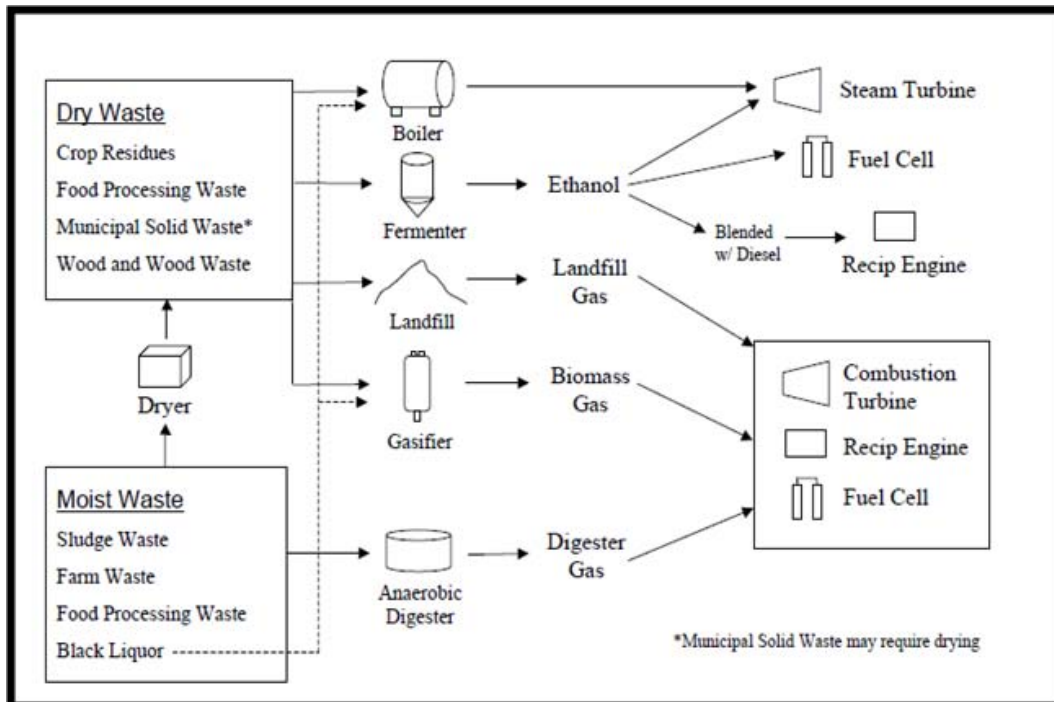 Dry Waste
Crop Residues
Food Processing Waste
Municipal Solid Waste*
Wood and Wood Waste
Dryer
Moist Waste
Sludge Waste
Farm Waste
Food Processing Waste
Black Liquor
Boiler
Fermenter
Landfill
Gasifier
Anaerobic
Digester
Ethanol
Landfill
Gas
Biomass
Gas
Digester
Gas
Steam Turbine
Fuel Cell
Blended
w/ Diesel
Recip Engine
Combustion
Turbine
Recip Engine
Fuel Cell
*Municipal Solid Waste may require drying